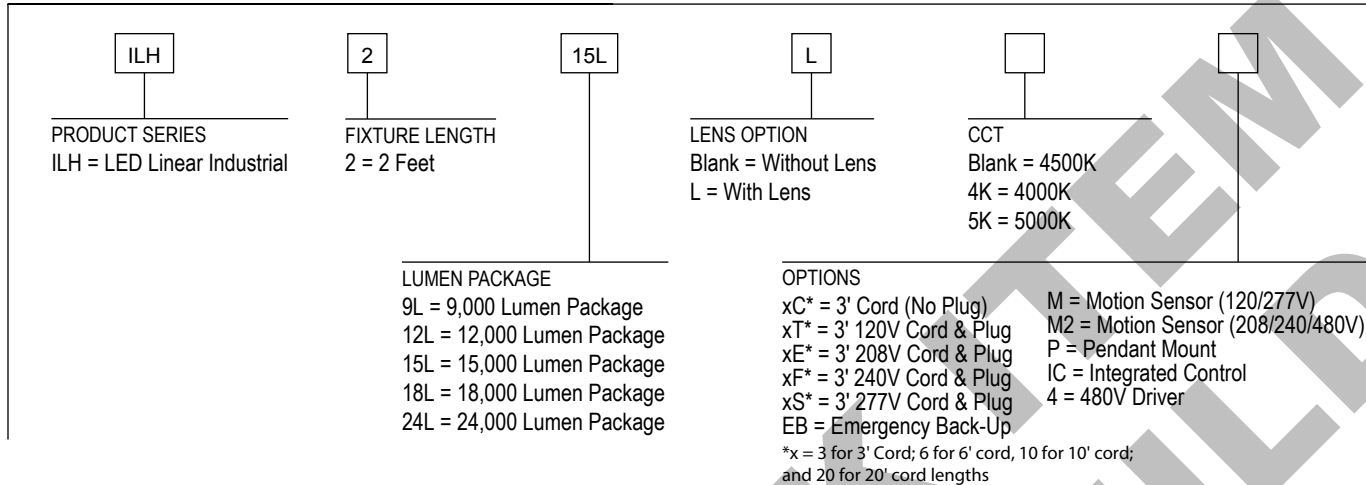 ILH 2 15L L
PRODUCT SERIES
ILH = LED Linear Industrial
FIXTURE LENGTH
2 = 2 Feet
LENS OPTION
Blank = Without Lens
L = With Lens
CCT
Blank = 4500K
4K = 4000K
5K = 5000K
LUMEN PACKAGE
9L = 9,000 Lumen Package
12L = 12,000 Lumen Package
15L = 15,000 Lumen Package
18L = 18,000 Lumen Package
24L = 24,000 Lumen Package
OPTIONS
xC* = 3' Cord (No Plug)
xT* = 3' 120V Cord & Plug
xE* = 3' 208V Cord & Plug
xF* = 3' 240V Cord & Plug
xS* = 3' 277V Cord & Plug
EB = Emergency Back-Up
M = Motion Sensor (120/277V)
M2 = Motion Sensor (208/240/480V)
P = Pendant Mount
IC = Integrated Control
4 = 480V Driver
*x = 3 for 3' Cord; 6 for 6' cord, 10 for 10' cord;
and 20 for 20' cord lengths
ITEM